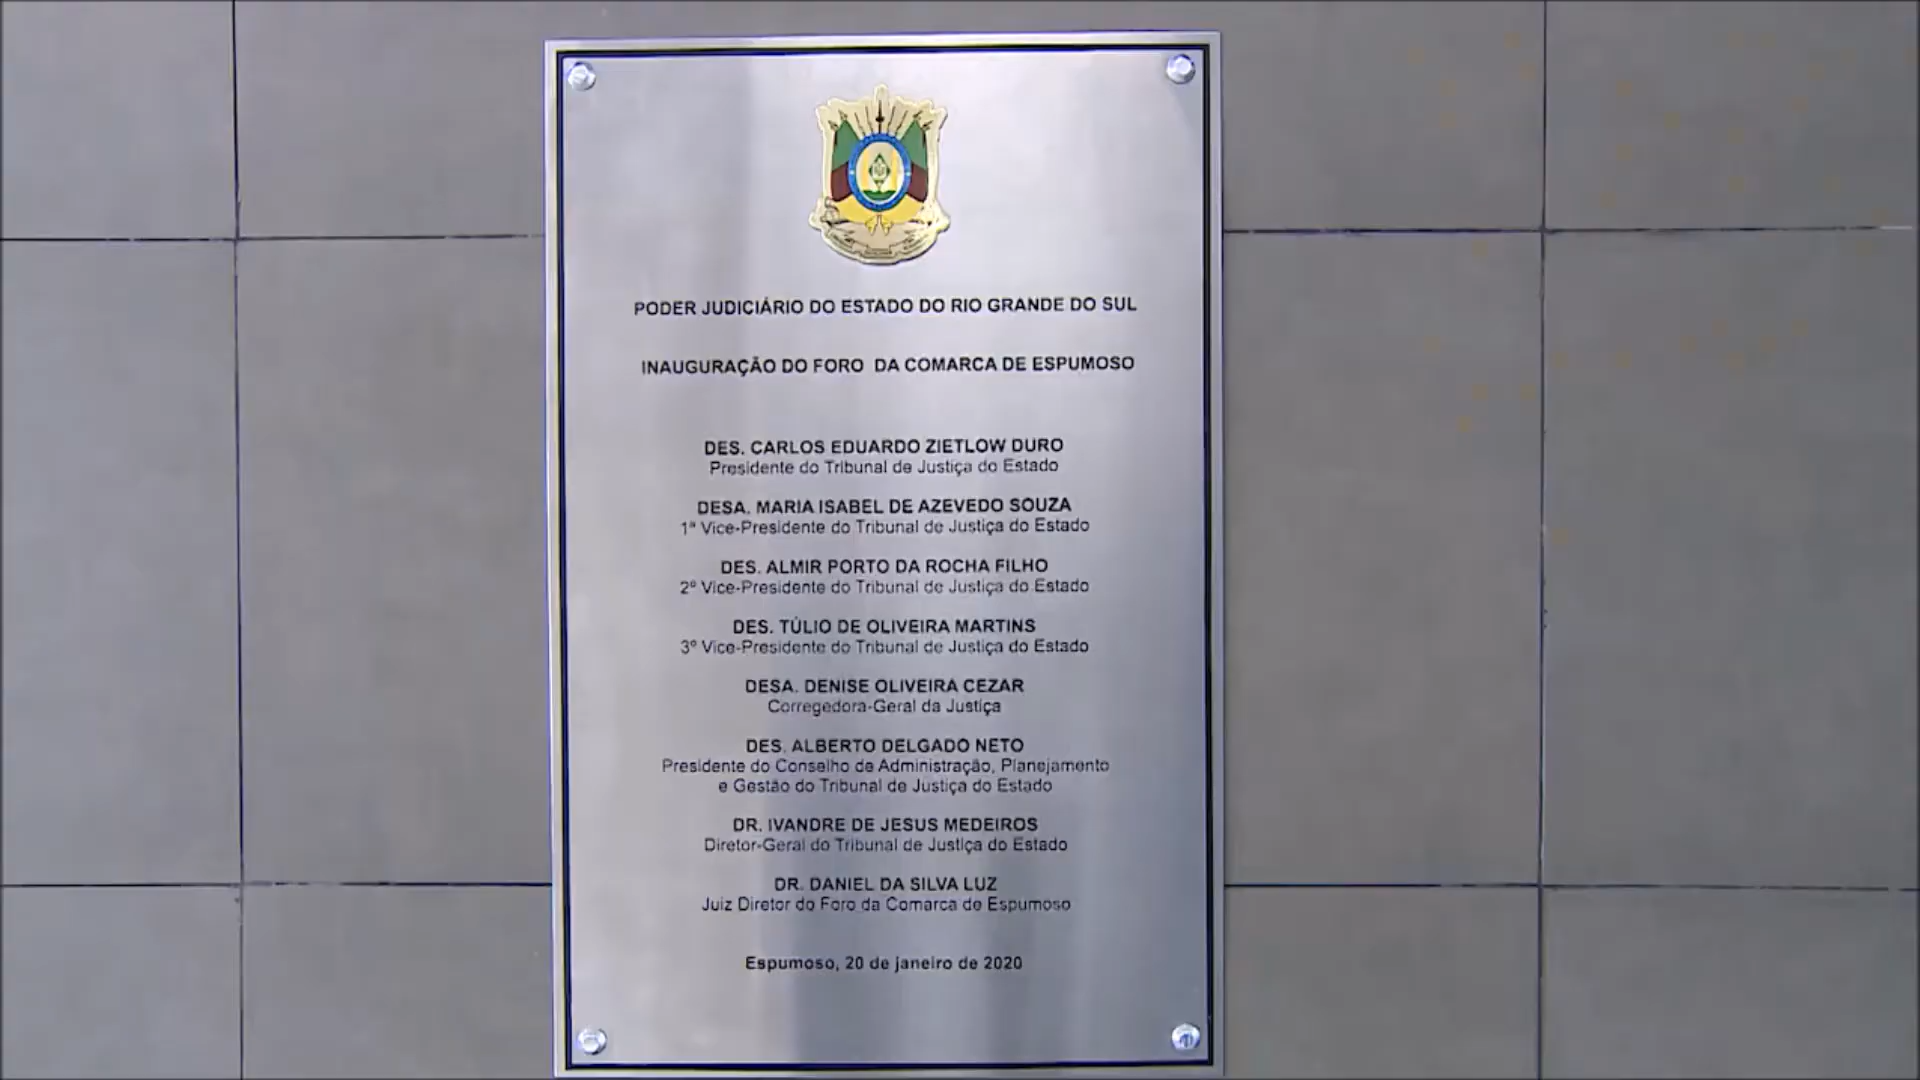 PODER JUDICIÁRIO DO ESTADO DO RIO GRANDE DO SUL
INAUGURAÇÃO DO FORO DA COMARCA DE ESPUMOSO
DES. CARLOS EDUARDO ZIETLOW DURO
Presidente do Tribunal de Justiça do Estado
DESA. MARIA ISABEL DE AZEVEDO SOUZA
1ª Vice-Presidente do Tribunal de Justiça do Estado
DES. ALMIR PORTO DA ROCHA FILHO
2º Vice-Presidente do Tribunal de Justiça do Estado
DES. TÚLIO DE OLIVEIRA MARTINS
3º Vice-Presidente do Tribunal de Justiça do Estado
DESA. DENISE OLIVEIRA CEZAR
Corregedora-Geral da Justiça
DES. ALBERTO DELGADO NETO
Presidente do Conselho de Administração, Planejamento
e Gestão do Tribunal de Justiça do Estado
DR. IVANDRE DE JESUS MEDEIROS
Diretor-Geral do Tribunal de Justiça do Estado
DR. DANIEL DA SILVA LUZ
Juiz Diretor do Foro da Comarca de Espumoso
Espumoso, 20 de janeiro de 2020